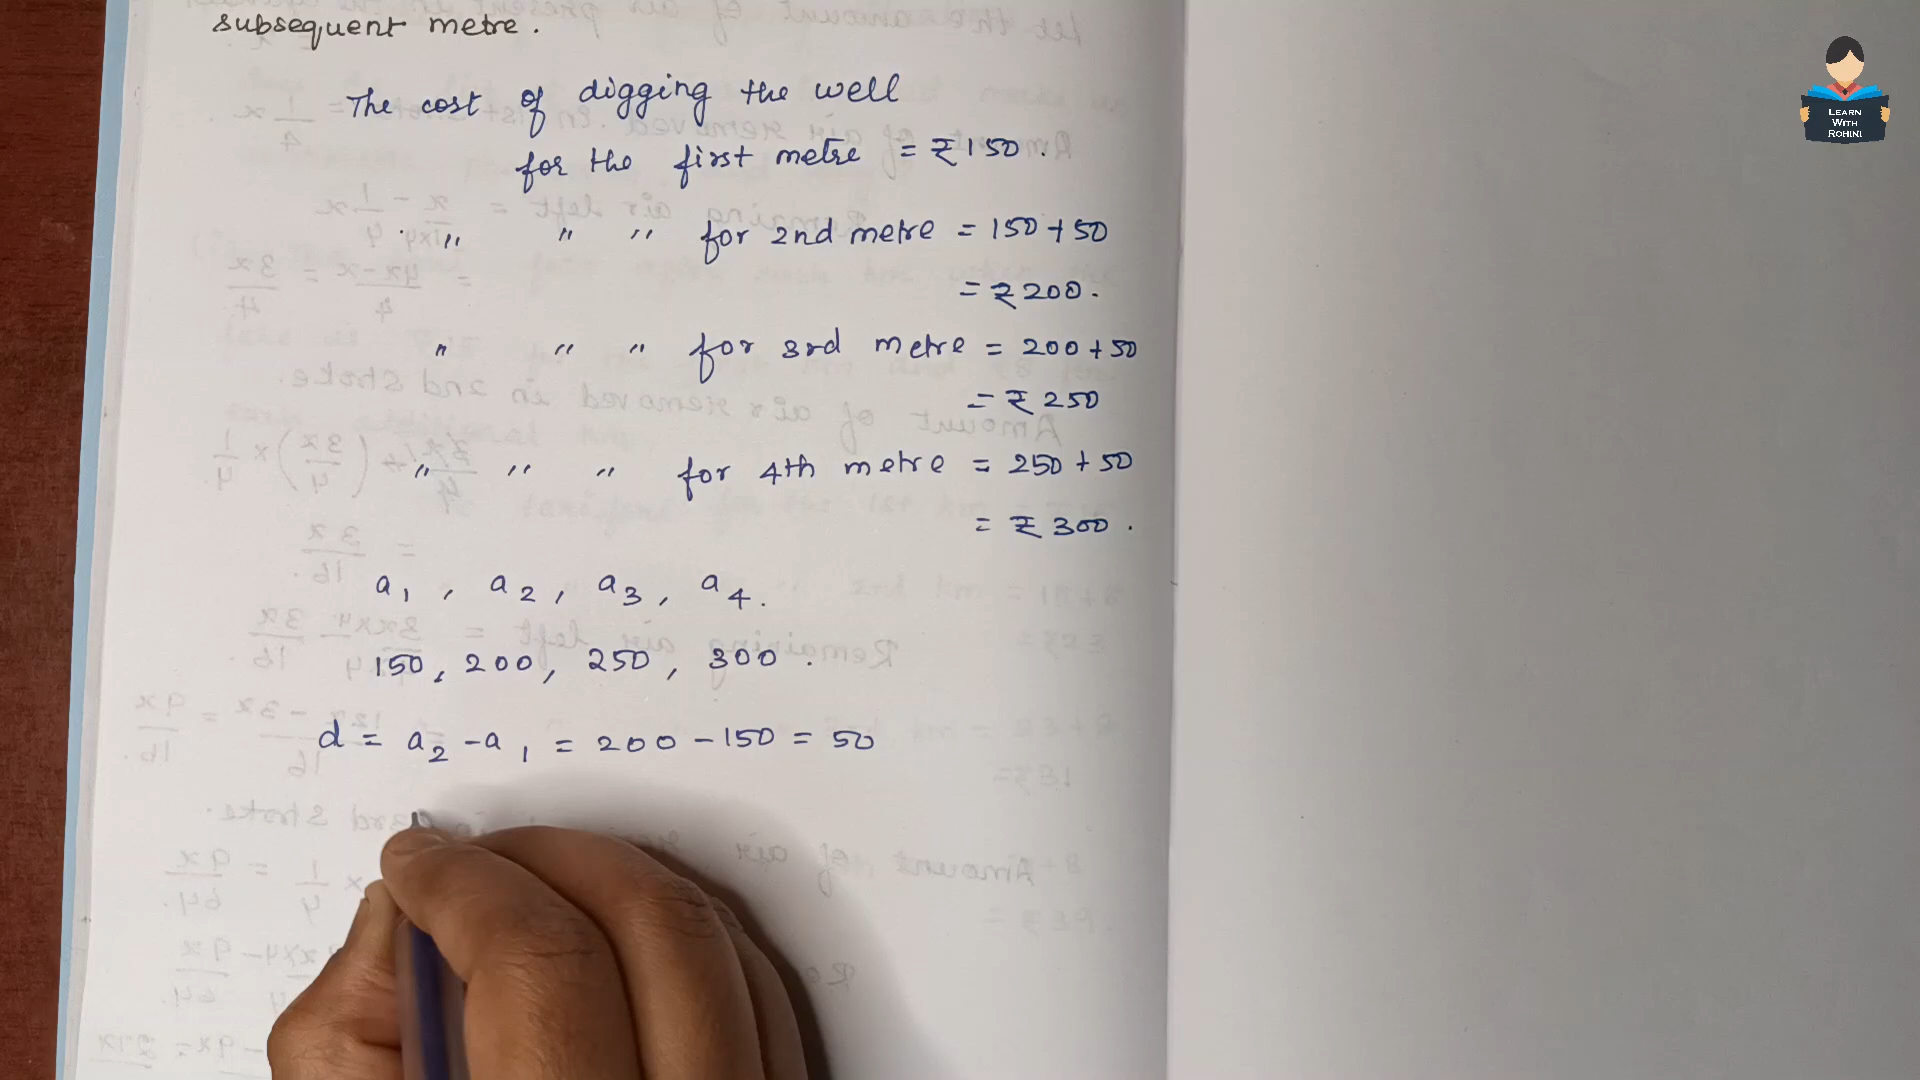 subsequent metre.
The cost of digging the well
for the first metre = ₹150.
" " " for 2nd metre = 150+50
= ₹200.
" " " for 3rd metre = 200+50
= ₹250
" " " for 4th metre = 250+50
= ₹300.
a1, a2, a3, a4.
150, 200, 250, 300.
d = a2 - a1 = 200 - 150 = 50
LEARN
WITH
ROHINI